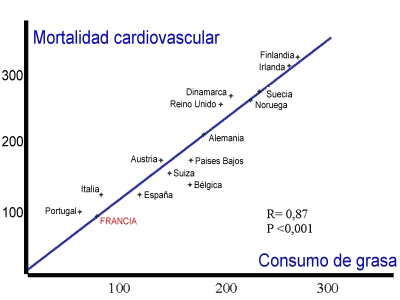 Mortalidad cardiovascular
Finlandia
Irlanda
300
Dinamarca
Suecia
Reino Unido
Noruega
200
Alemania
Austria
Paises Bajos
Suiza
Bélgica
Italia
España
100
Portugal
FRANCIA
R= 0,87
P <0,001
Consumo de grasa
100
200
300